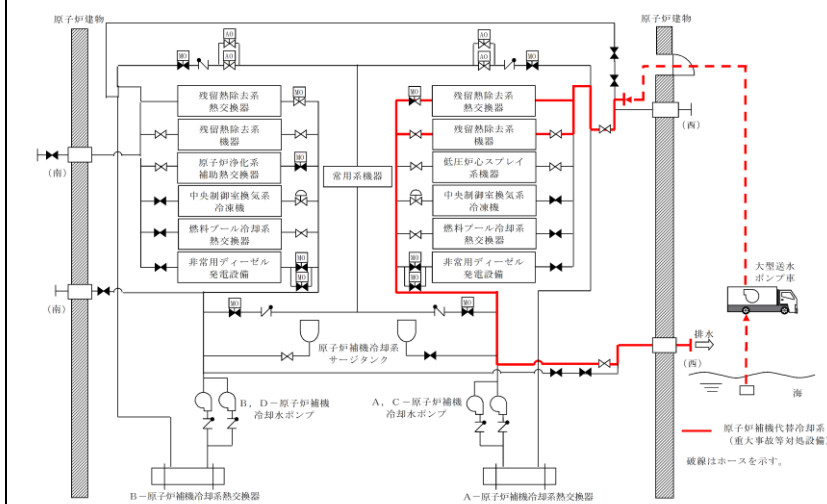 原子炉建物
原子炉建物
AO
AO
MO
AO
AO
MO
残留熱除去系
熱交換器
MO
残留熱除去系
機器
原子炉浄化系
補助熱交換器
MO
中央制御室換気系
冷凍機
燃料プール冷却系
熱交換器
非常用ディーゼル
発電設備
MO
MO
常用系機器
MO
残留熱除去系
熱交換器
残留熱除去系
機器
低圧炉心スプレイ
系機器
中央制御室換気系
冷凍機
燃料プール冷却系
熱交換器
非常用ディーゼル
発電設備
MO
MO
(南)
(南)
(西)
(西)
MO
MO
原子炉補機冷却系
サージタンク
大型送水
ポンプ車
排水
海
B,D-原子炉補機
冷却水ポンプ
A,C-原子炉補機
冷却水ポンプ
B-原子炉補機冷却系熱交換器
A-原子炉補機冷却系熱交換器
原子炉補機代替冷却系
(重大事故等対処設備)
破線はホースを示す。